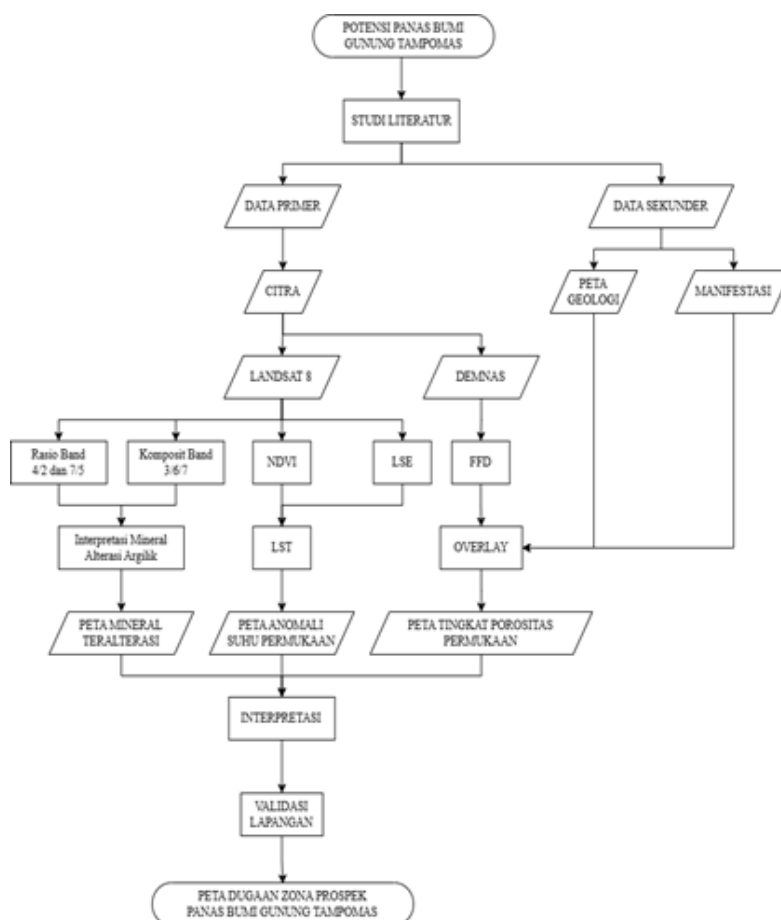 POTENSI PANAS BUMI
GUNUNG TAMPOMAS
STUDI LITERATUR
DATA PRIMER
DATA SEKUNDER
CITRA
PETA
GEOLOGI
MANIFESTASI
LANDSAT 8
DEMNAS
Rasio Band
4/2 dan 7/5
Komposit Band
3/6/7
NDVI
LSE
FFD
Interpretasi Mineral
Alterasi Argilik
LST
OVERLAY
PETA MINERAL
TERALTERASI
PETA ANOMALI
SUHU PERMUKAAN
PETA TINGKAT POROSITAS
PERMUKAAN
INTERPRETASI
VALIDASI
LAPANGAN
PETA DUGAAN ZONA PROSPEK
PANAS BUMI GUNUNG TAMPOMAS